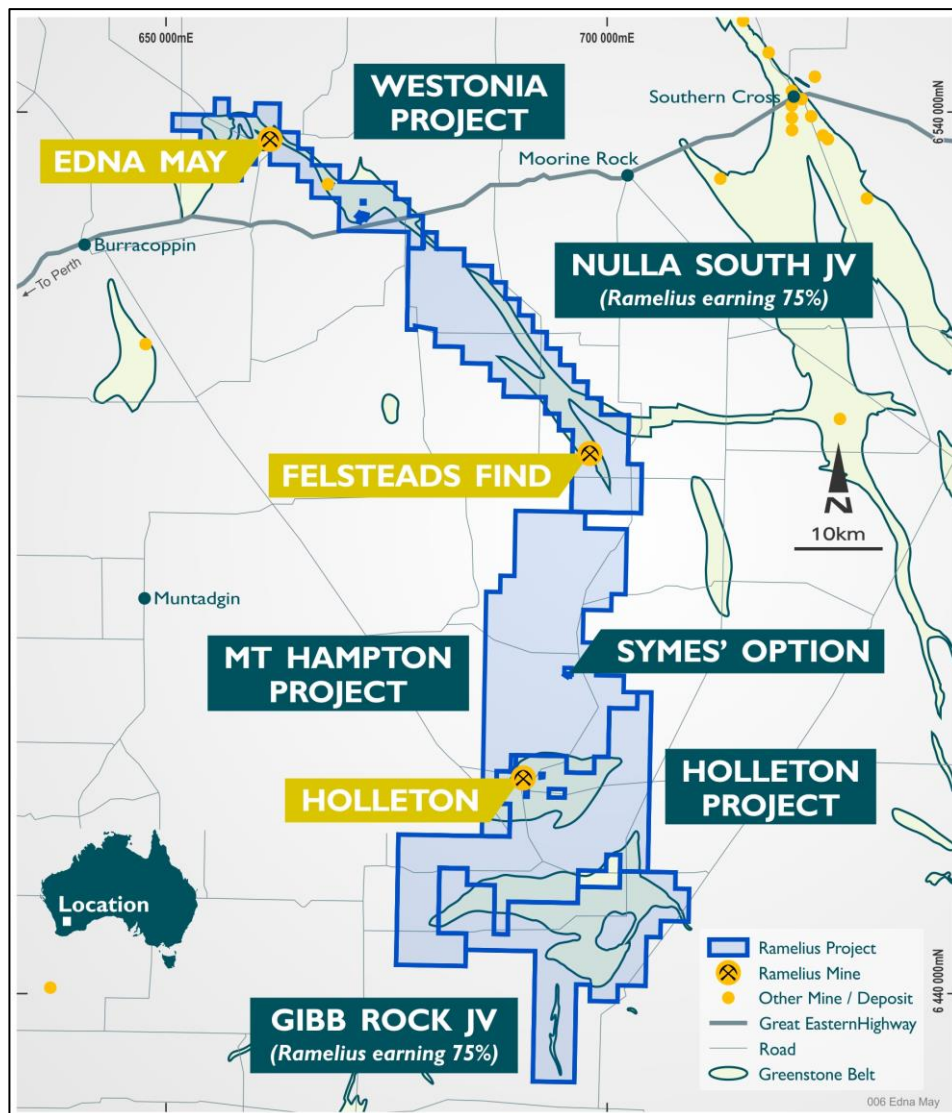 650 000mE
700 000mE
WESTONIA
PROJECT
Southern Cross
6 540 000mN
EDNA MAY
Moorine Rock
Burracoppin
To Perth
NULLA SOUTH JV
(Ramelius earning 75%)
FELSTEADS FIND
N
10km
Muntadgin
MT HAMPTON
PROJECT
SYMES' OPTION
HOLLETON
HOLLETON
PROJECT
Location
GIBB ROCK JV
(Ramelius earning 75%)
6 440 000mN
Ramelius Project
Ramelius Mine
Other Mine / Deposit
Great EasternHighway
Road
Greenstone Belt
006 Edna May